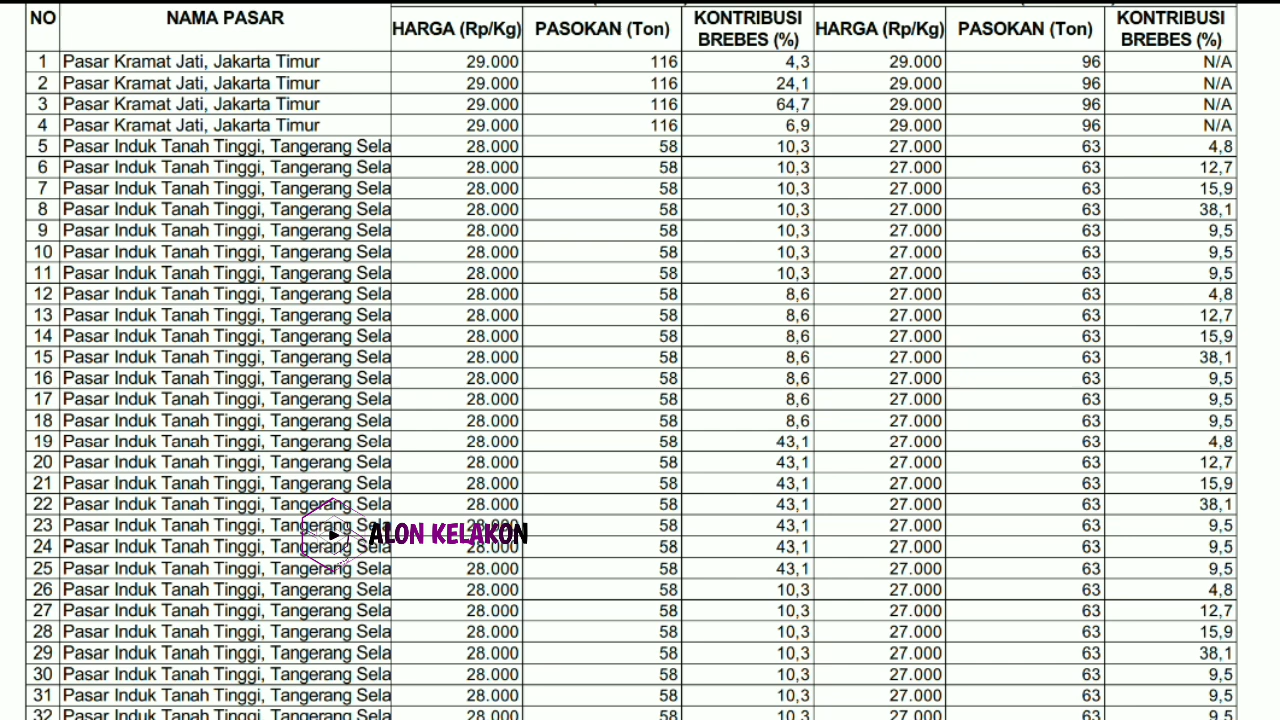 NO NAMA PASAR HARGA (Rp/Kg) PASOKAN (Ton) KONTRIBUSI BREBES (%) HARGA (Rp/Kg) PASOKAN (Ton) KONTRIBUSI BREBES (%)
1 Pasar Kramat Jati, Jakarta Timur 29.000 116 4,3 29.000 96 N/A
2 Pasar Kramat Jati, Jakarta Timur 29.000 116 24,1 29.000 96 N/A
3 Pasar Kramat Jati, Jakarta Timur 29.000 116 64,7 29.000 96 N/A
4 Pasar Kramat Jati, Jakarta Timur 29.000 116 6,9 29.000 96 N/A
5 Pasar Induk Tanah Tinggi, Tangerang Sela 28.000 58 10,3 27.000 63 4,8
6 Pasar Induk Tanah Tinggi, Tangerang Sela 28.000 58 10,3 27.000 63 12,7
7 Pasar Induk Tanah Tinggi, Tangerang Sela 28.000 58 10,3 27.000 63 15,9
8 Pasar Induk Tanah Tinggi, Tangerang Sela 28.000 58 10,3 27.000 63 38,1
9 Pasar Induk Tanah Tinggi, Tangerang Sela 28.000 58 10,3 27.000 63 9,5
10 Pasar Induk Tanah Tinggi, Tangerang Sela 28.000 58 10,3 27.000 63 9,5
11 Pasar Induk Tanah Tinggi, Tangerang Sela 28.000 58 10,3 27.000 63 9,5
12 Pasar Induk Tanah Tinggi, Tangerang Sela 28.000 58 8,6 27.000 63 4,8
13 Pasar Induk Tanah Tinggi, Tangerang Sela 28.000 58 8,6 27.000 63 12,7
14 Pasar Induk Tanah Tinggi, Tangerang Sela 28.000 58 8,6 27.000 63 15,9
15 Pasar Induk Tanah Tinggi, Tangerang Sela 28.000 58 8,6 27.000 63 38,1
16 Pasar Induk Tanah Tinggi, Tangerang Sela 28.000 58 8,6 27.000 63 9,5
17 Pasar Induk Tanah Tinggi, Tangerang Sela 28.000 58 8,6 27.000 63 9,5
18 Pasar Induk Tanah Tinggi, Tangerang Sela 28.000 58 8,6 27.000 63 9,5
19 Pasar Induk Tanah Tinggi, Tangerang Sela 28.000 58 43,1 27.000 63 4,8
20 Pasar Induk Tanah Tinggi, Tangerang Sela 28.000 58 43,1 27.000 63 12,7
21 Pasar Induk Tanah Tinggi, Tangerang Sela 28.000 58 43,1 27.000 63 15,9
22 Pasar Induk Tanah Tinggi, Tangerang Sela 28.000 58 43,1 27.000 63 38,1
23 Pasar Induk Tanah Tinggi, Tangerang Sela 28.000 58 43,1 27.000 63 9,5
ALON KELAKON
24 Pasar Induk Tanah Tinggi, Tangerang Sela 28.000 58 43,1 27.000 63 9,5
25 Pasar Induk Tanah Tinggi, Tangerang Sela 28.000 58 43,1 27.000 63 9,5
26 Pasar Induk Tanah Tinggi, Tangerang Sela 28.000 58 10,3 27.000 63 4,8
27 Pasar Induk Tanah Tinggi, Tangerang Sela 28.000 58 10,3 27.000 63 12,7
28 Pasar Induk Tanah Tinggi, Tangerang Sela 28.000 58 10,3 27.000 63 15,9
29 Pasar Induk Tanah Tinggi, Tangerang Sela 28.000 58 10,3 27.000 63 38,1
30 Pasar Induk Tanah Tinggi, Tangerang Sela 28.000 58 10,3 27.000 63 9,5
31 Pasar Induk Tanah Tinggi, Tangerang Sela 28.000 58 10,3 27.000 63 9,5
32 Pasar Induk Tanah Tinggi, Tangerang Sela 28.000 58 10,3 27.000 63 9,5